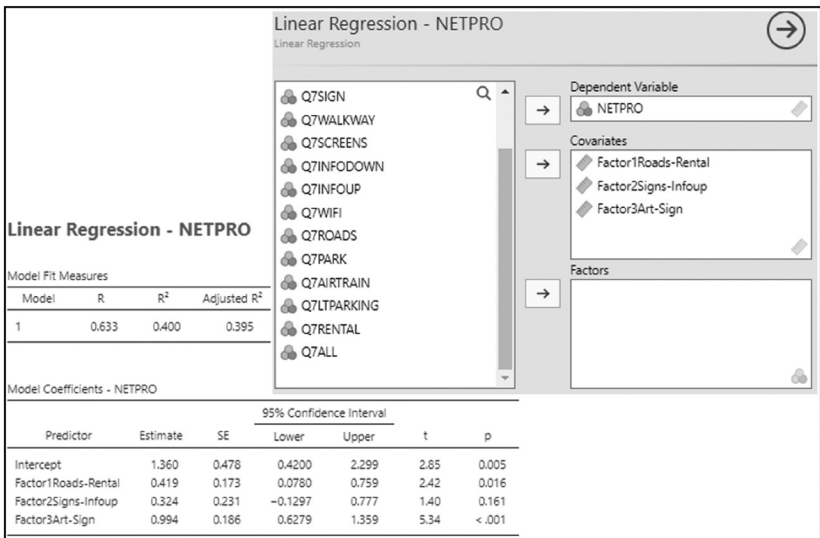 Linear Regression - NETPRO
Linear Regression
Q7SIGN
Q7WALKWAY
Q7SCREENS
Q7INFODOWN
Q7INFOUP
Q7WIFI
Q7ROADS
Q7PARK
Q7AIRTRAIN
Q7LTPARKING
Q7RENTAL
Q7ALL
Dependent Variable
NETPRO
Covariates
Factor1Roads-Rental
Factor2Signs-Infoup
Factor3Art-Sign
Factors
Linear Regression - NETPRO
Model Fit Measures
Model R R² Adjusted R²
1 0.633 0.400 0.395
Model Coefficients - NETPRO
95% Confidence Interval
Predictor Estimate SE Lower Upper t p
Intercept 1.360 0.478 0.4200 2.299 2.85 0.005
Factor1Roads-Rental 0.419 0.173 0.0780 0.759 2.42 0.016
Factor2Signs-Infoup 0.324 0.231 −0.1297 0.777 1.40 0.161
Factor3Art-Sign 0.994 0.186 0.6279 1.359 5.34 < .001